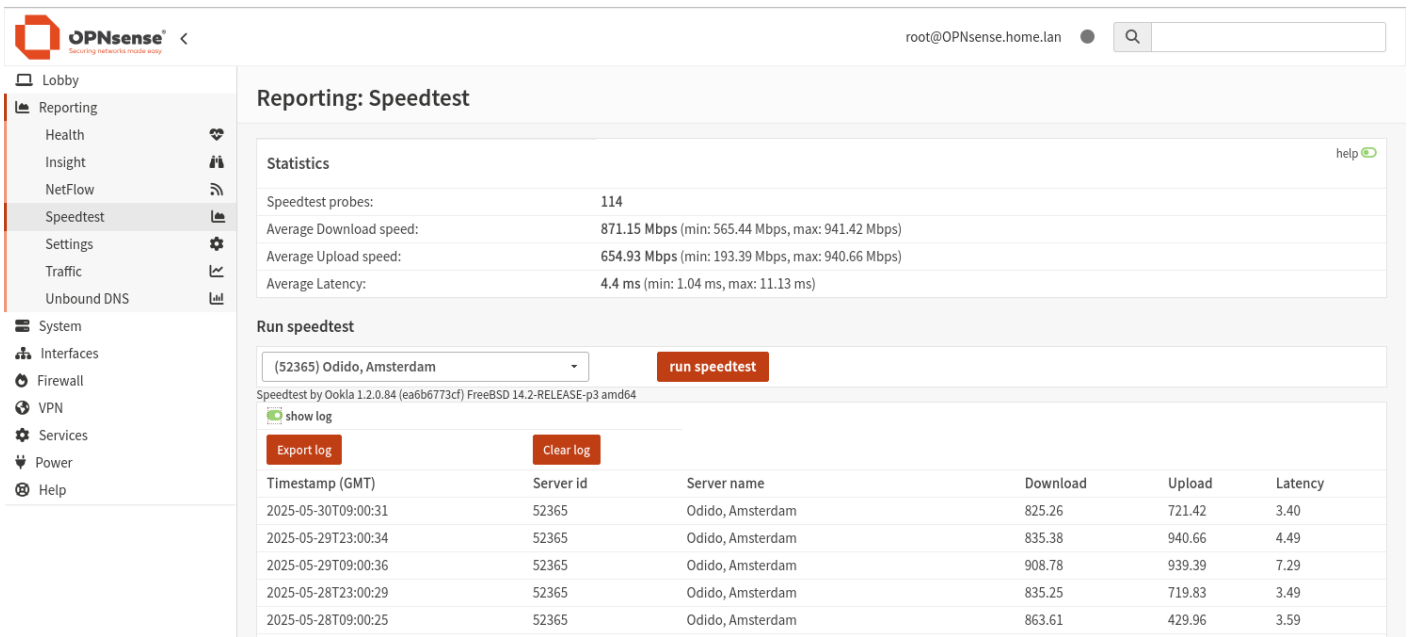 OPNsense®
Securing networks made easy
root@OPNsense.home.lan
Lobby
Reporting
Health
Insight
NetFlow
Speedtest
Settings
Traffic
Unbound DNS
System
Interfaces
Firewall
VPN
Services
Power
Help
Reporting: Speedtest
Statistics
help
Speedtest probes: 114
Average Download speed: 871.15 Mbps (min: 565.44 Mbps, max: 941.42 Mbps)
Average Upload speed: 654.93 Mbps (min: 193.39 Mbps, max: 940.66 Mbps)
Average Latency: 4.4 ms (min: 1.04 ms, max: 11.13 ms)
Run speedtest
(52365) Odido, Amsterdam run speedtest
Speedtest by Ookla 1.2.0.84 (ea6b6773cf) FreeBSD 14.2-RELEASE-p3 amd64
show log
Export log Clear log
Timestamp (GMT) Server id Server name Download Upload Latency
2025-05-30T09:00:31 52365 Odido, Amsterdam 825.26 721.42 3.40
2025-05-29T23:00:34 52365 Odido, Amsterdam 835.38 940.66 4.49
2025-05-29T09:00:36 52365 Odido, Amsterdam 908.78 939.39 7.29
2025-05-28T23:00:29 52365 Odido, Amsterdam 835.25 719.83 3.49
2025-05-28T09:00:25 52365 Odido, Amsterdam 863.61 429.96 3.59